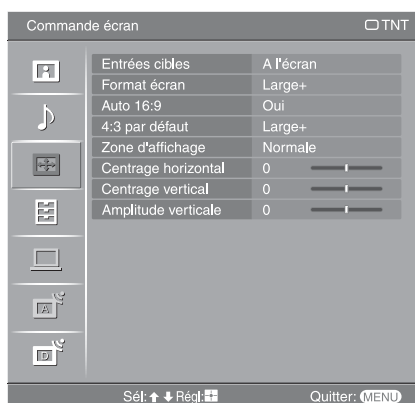 Commande écran TNT
Entrées cibles A l'écran
Format écran Large+
Auto 16:9 Oui
4:3 par défaut Large+
Zone d'affichage Normale
Centrage horizontal 0
Centrage vertical 0
Amplitude verticale 0
A
D
Sél: Régl: Quitter: MENU